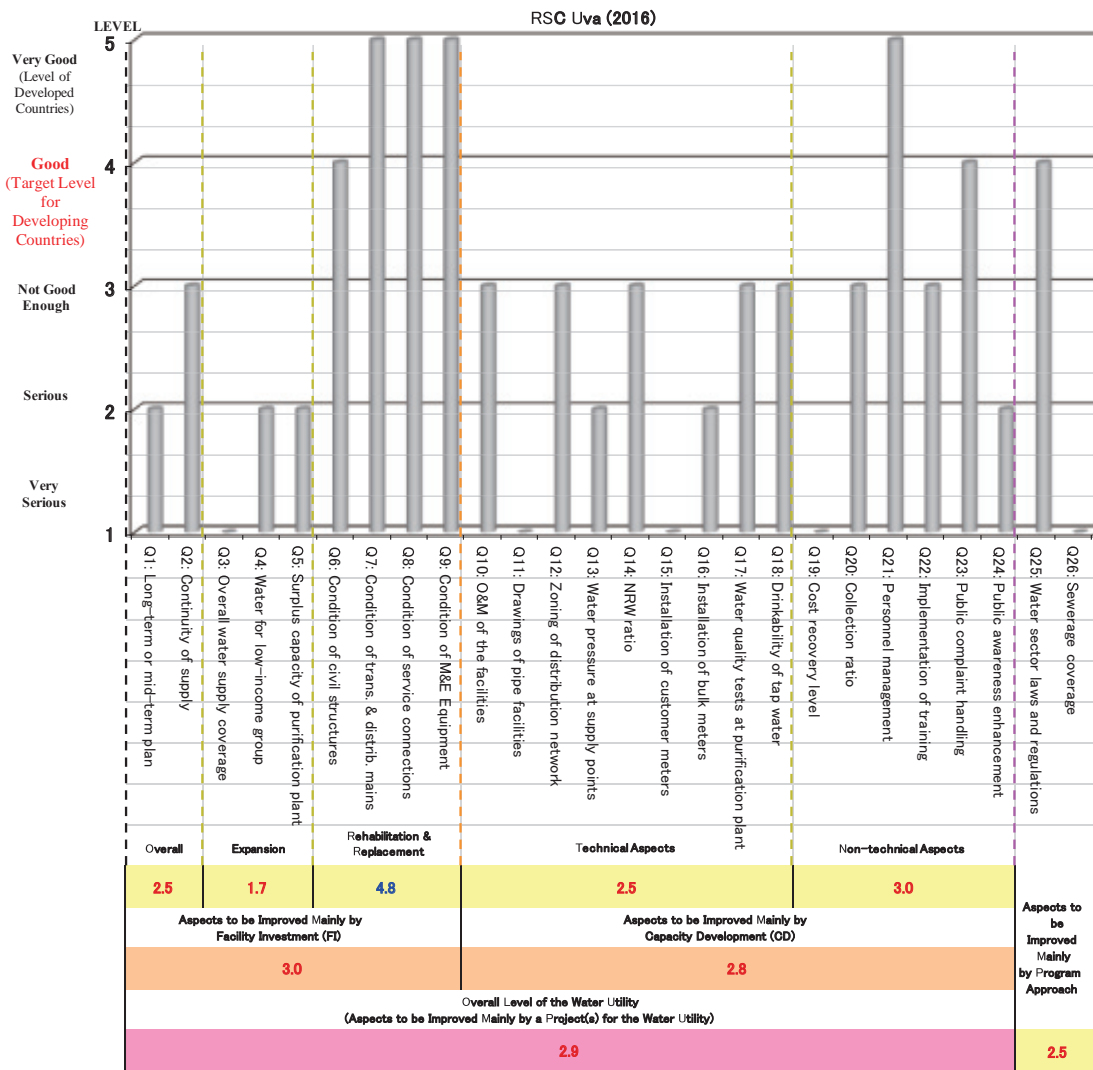 RSC Uva (2016)
LEVEL
5
Very Good
(Level of
Developed
Countries)
4
Good
(Target Level
for
Developing
Countries)
3
Not Good
Enough
2
Serious
Very
Serious
1
Q1: Long-term or mid-term plan
Q2: Continuity of supply
Q3: Overall water supply coverage
Q4: Water for low-income group
Q5: Surplus capacity of purification plant
Q6: Condition of civil structures
Q7: Condition of trans. & distrib. mains
Q8: Condition of service connections
Q9: Condition of M&E Equipment
Q10: O&M of the facilities
Q11: Drawings of pipe facilities
Q12: Zoning of distribution network
Q13: Water pressure at supply points
Q14: NRW ratio
Q15: Installation of customer meters
Q16: Installation of bulk meters
Q17: Water quality tests at purification plant
Q18: Drinkability of tap water
Q19: Cost recovery level
Q20: Collection ratio
Q21: Personnel management
Q22: Implementation of training
Q23: Public complaint handling
Q24: Public awareness enhancement
Q25: Water sector laws and regulations
Q26: Sewerage coverage
Overall
Expansion
Rehabilitation &
Replacement
Technical Aspects
Non-technical Aspects
2.5
1.7
4.8
2.5
3.0
Aspects to be Improved Mainly by
Facility Investment (FI)
Aspects to be Improved Mainly by
Capacity Development (CD)
Aspects to
be
Improved
Mainly
by Program
Approach
3.0
2.8
Overall Level of the Water Utility
(Aspects to be Improved Mainly by a Project(s) for the Water Utility)
2.9
2.5